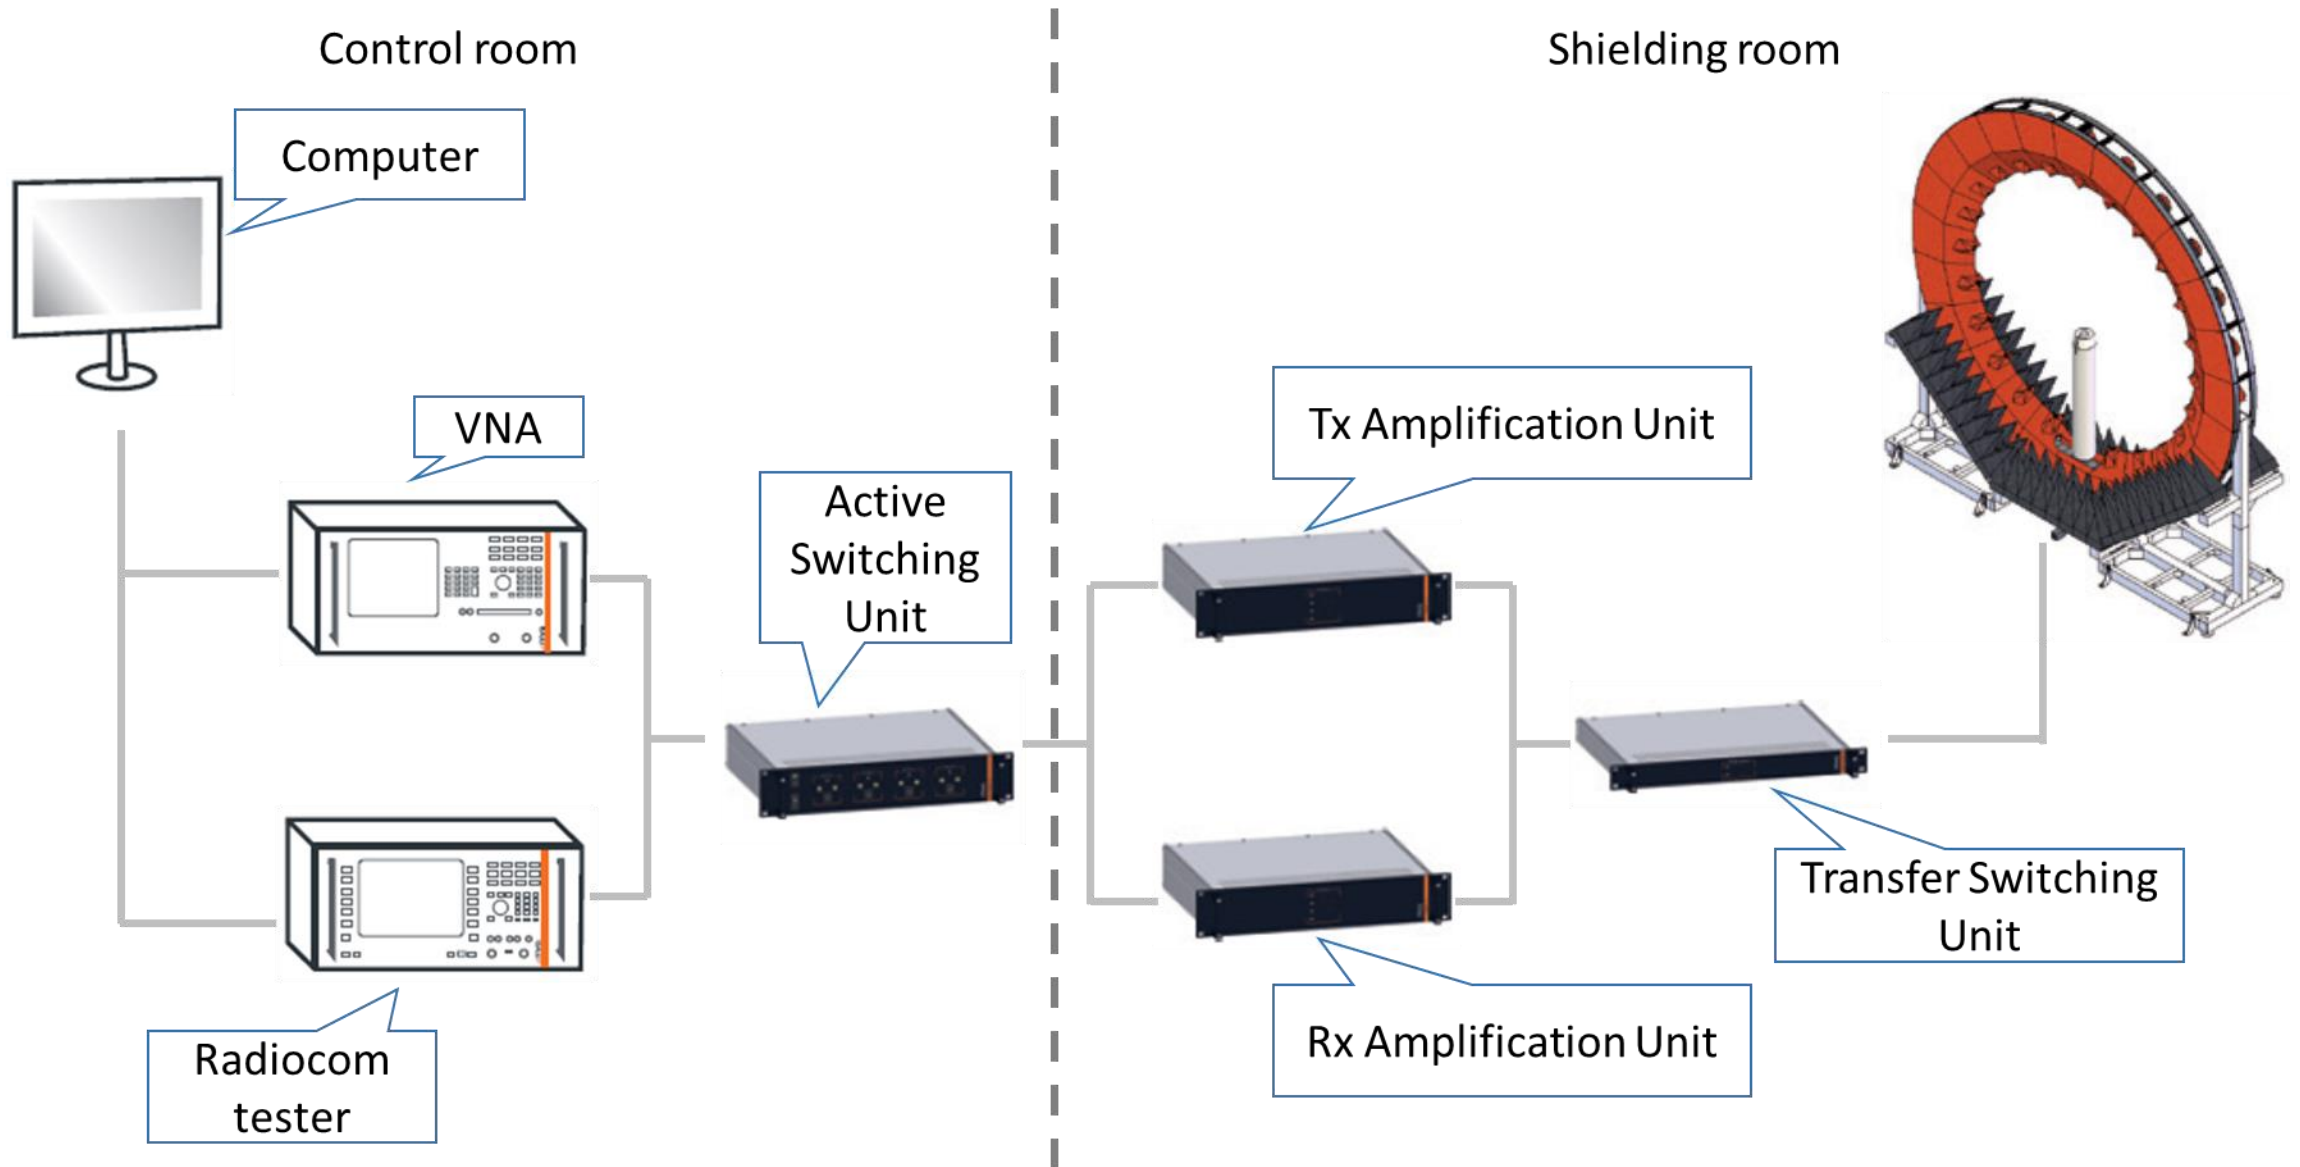 Control room
Shielding room
Computer
VNA
Active
Switching
Unit
Tx Amplification Unit
Transfer Switching
Unit
Rx Amplification Unit
Radiocom
tester